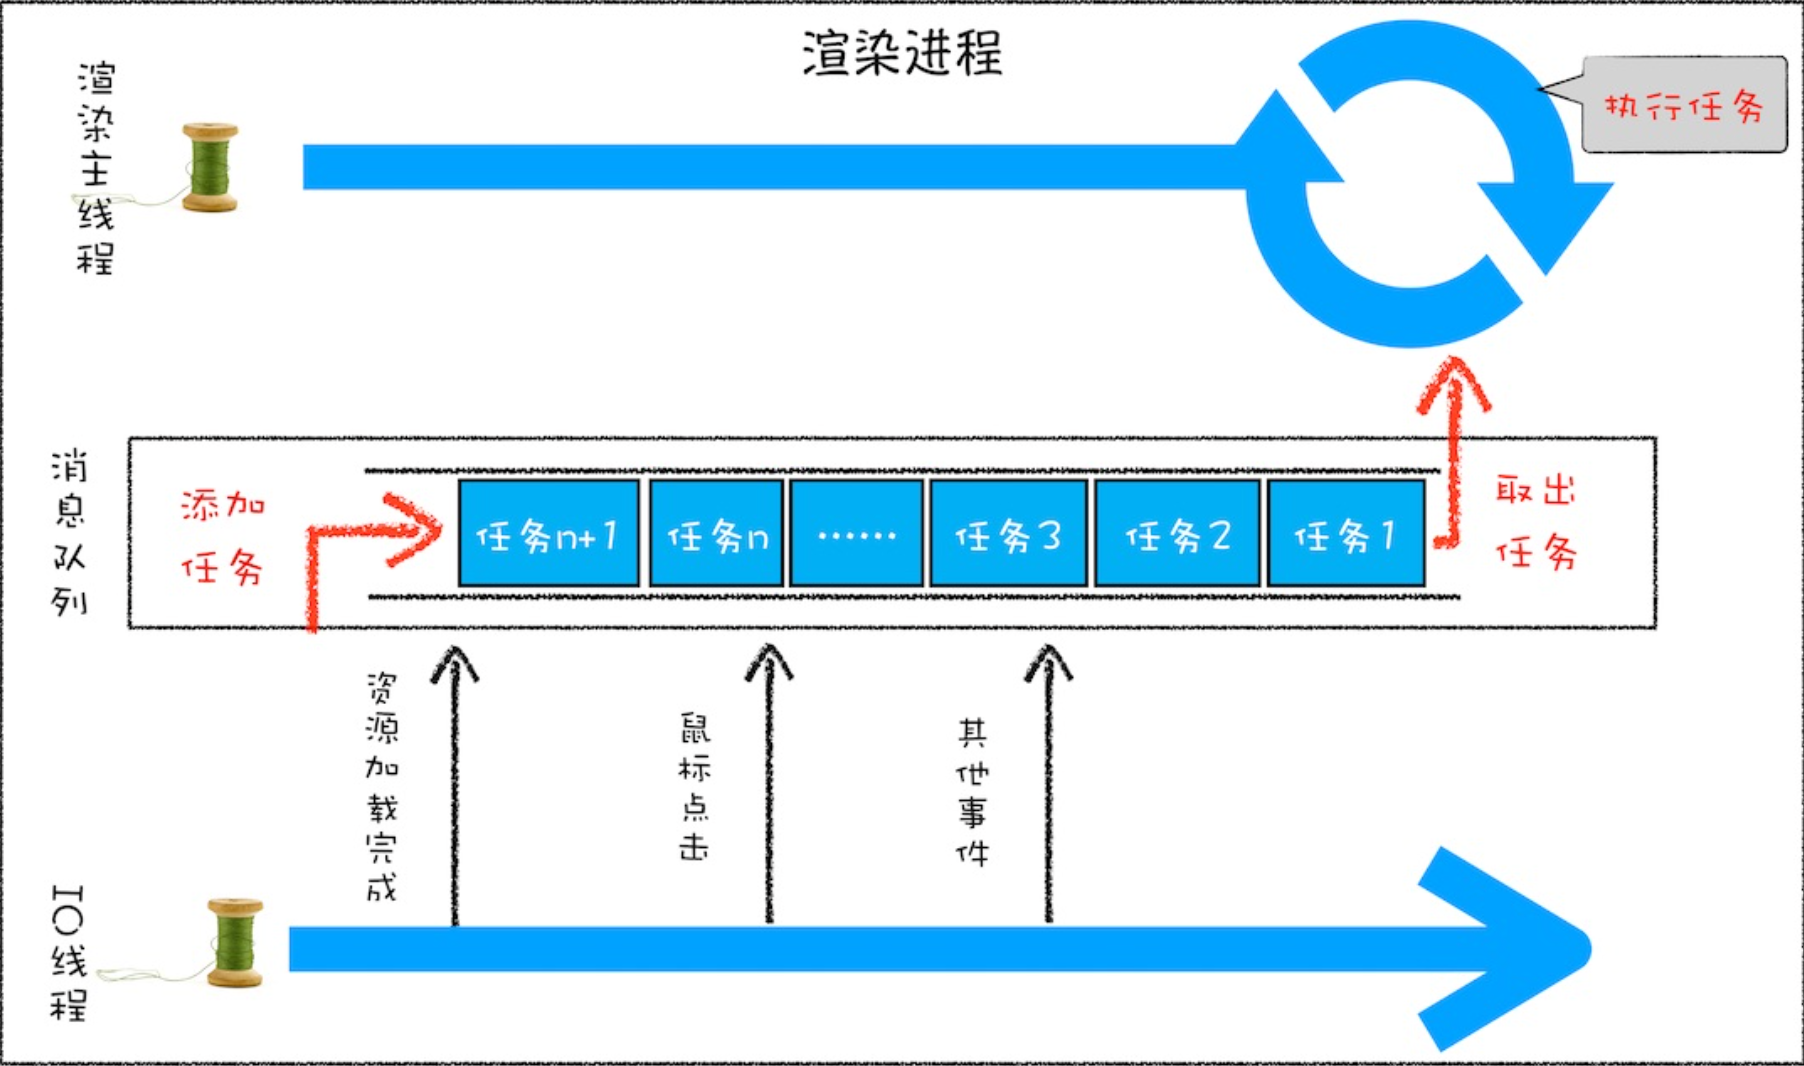 渲染进程
渲染主线程
执行任务
消息队列
添加
任务
任务n+1
任务n
……
任务3
任务2
任务1
取出
任务
资源加载完成
鼠标点击
其他事件
IO线程